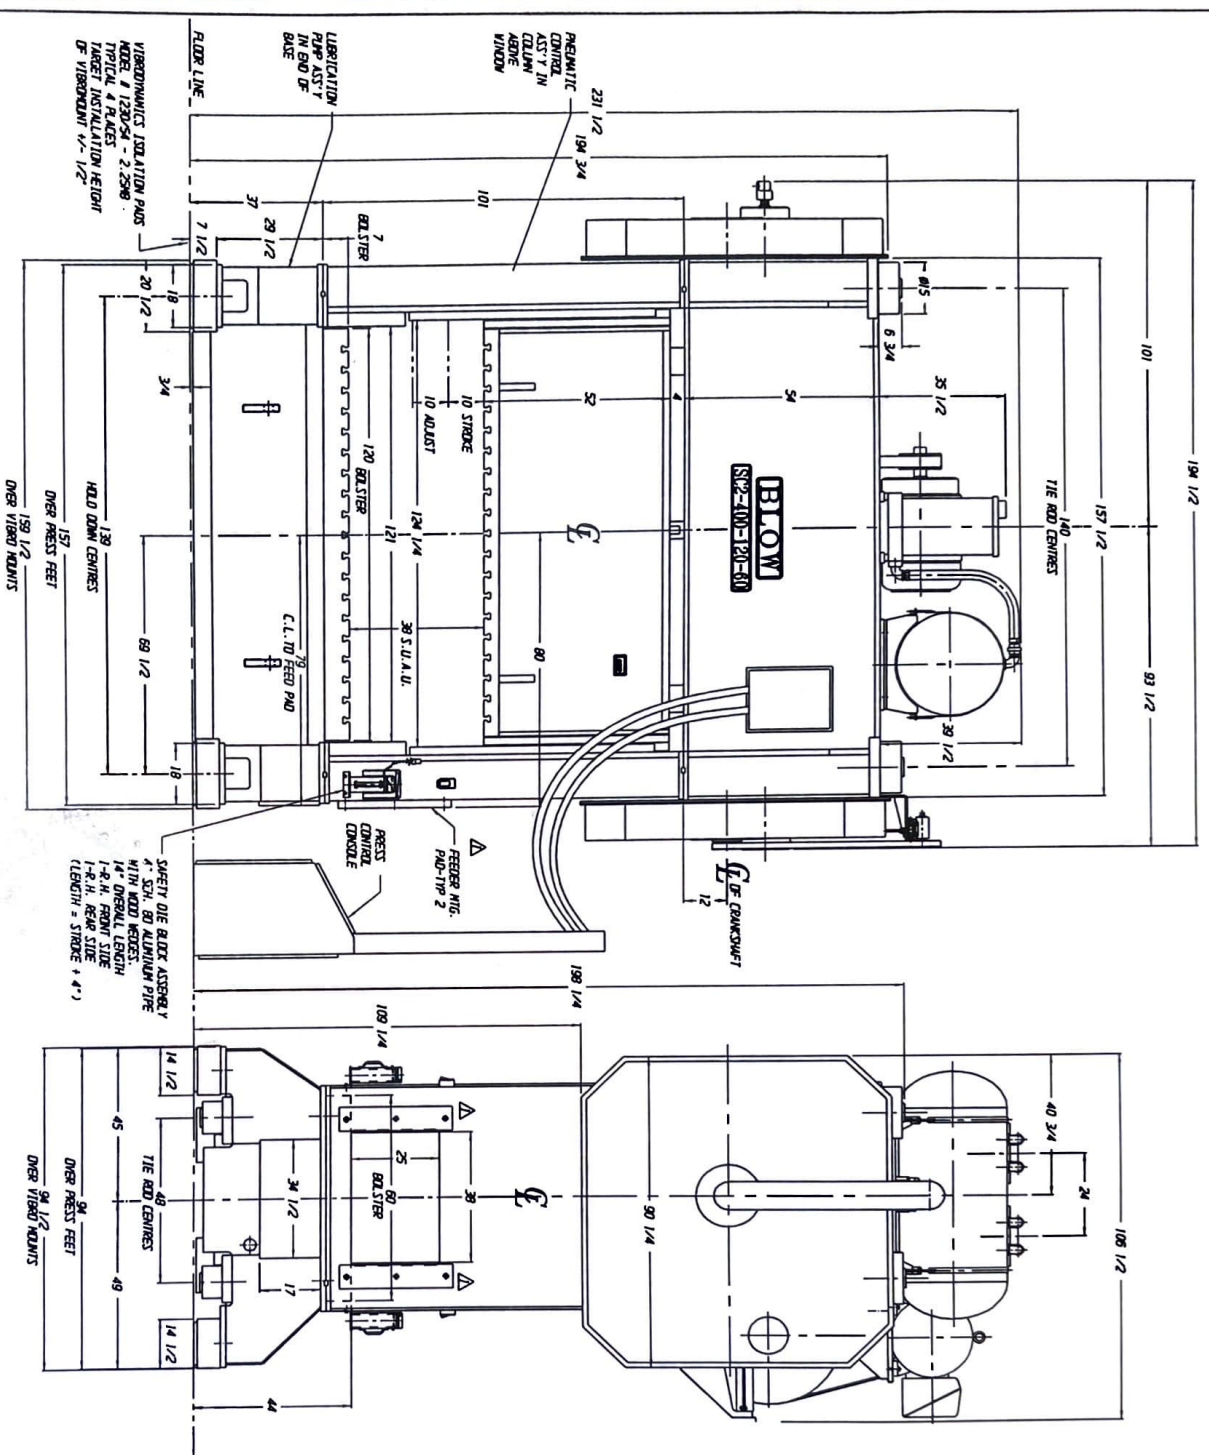 194 1/2
101
93 1/2
157 1/2
140
TIE ROD CENTRES
231 1/2
194 3/4
PNEUMATIC
CONTROL
ASS'Y IN
COLUMN
ABOVE
WINDOW
LUBRICATION
PUMP ASS'Y
IN END OF
BASE
FLOOR LINE
VIBRODYNAMICS ISOLATION PADS
TYPICAL 4 PLACES
TARGET INSTALLATION HEIGHT
OF VIBROMOUNT +/- 1/2"
Ø15
6 3/4
35 1/2
39 1/2
54
BLOW
SC2-400-120-60
CL OF CRANKSHAFT
12
101
37
29 1/2
7 1/2
7
BOLSTER
4
52
10 STROKE
10 ADJUST
CL
80
38 S.U.A.U.
124 1/4
121
120 BOLSTER
79
C.L. TO FEED PAD
3/4
18
20 1/2
18
69 1/2
139
HOLD DOWN CENTRES
157
OVER PRESS FEET
159 1/2
OVER VIBRO MOUNTS
FEEDER MTG.
PAD-TYP 2
PRESS
CONTROL
CONSOLE
SAFETY DIE BLOCK ASSEMBLY
4" SCH. 80 ALUMINUM PIPE
WITH WOOD WEDGES.
14" OVERALL LENGTH
1-R.H. FRONT SIDE
1-R.H. REAR SIDE
(LENGTH = STROKE + 4")
106 1/2
40 3/4
24
198 1/4
109 1/4
90 1/4
CL
38
25
60
BOLSTER
34 1/2
17
44
14 1/2
14 1/2
48
TIE ROD CENTRES
45
49
94
OVER PRESS FEET
94 1/2
OVER VIBRO MOUNTS